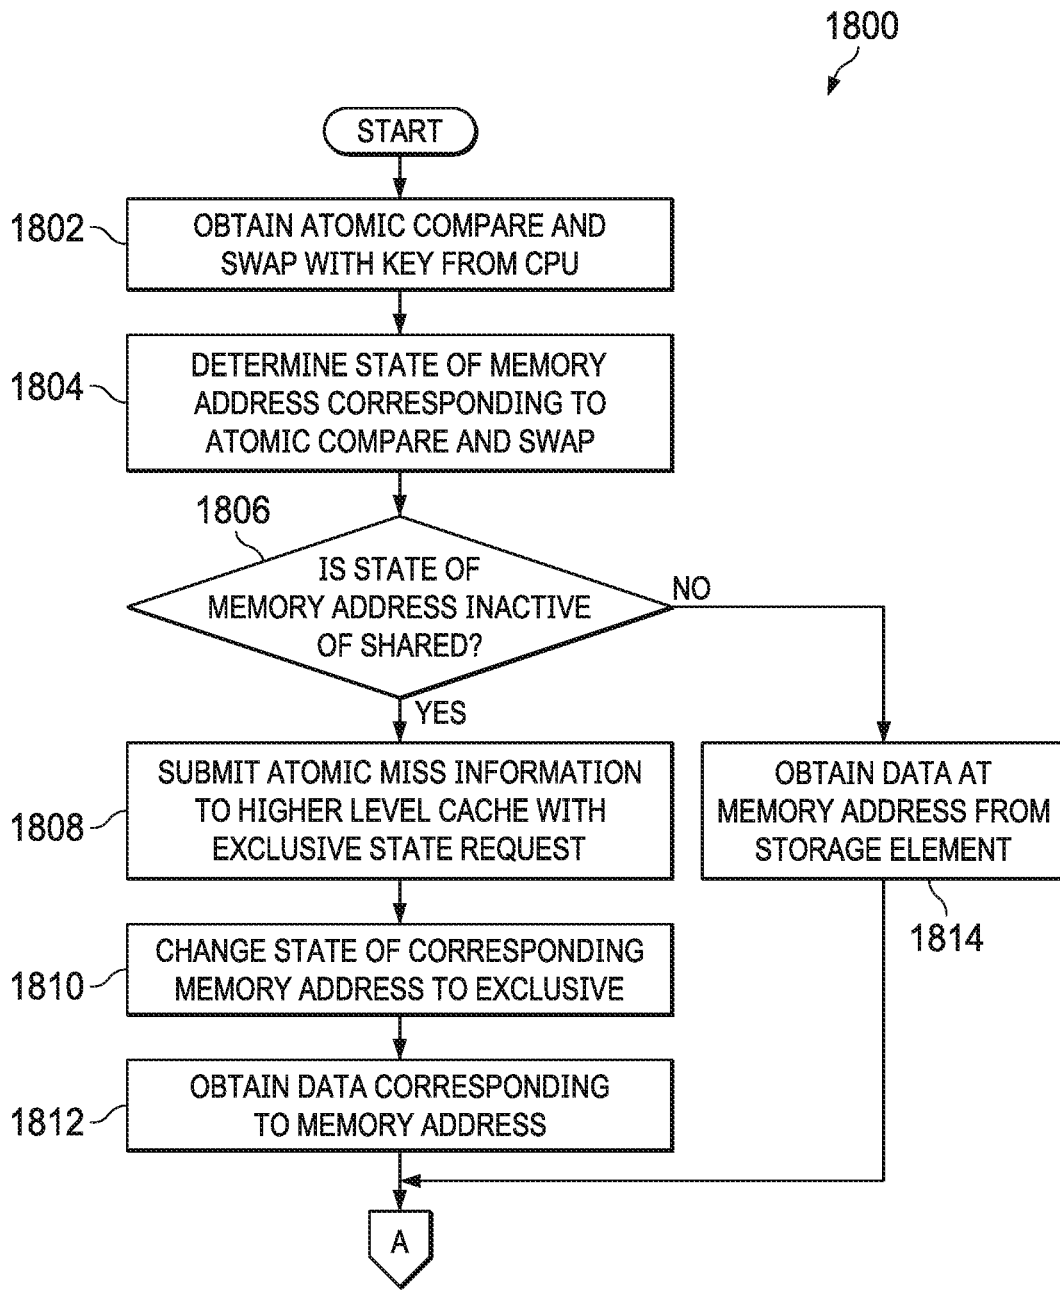 1800
START
1802
OBTAIN ATOMIC COMPARE AND
SWAP WITH KEY FROM CPU
1804
DETERMINE STATE OF MEMORY
ADDRESS CORRESPONDING TO
ATOMIC COMPARE AND SWAP
1806
IS STATE OF
MEMORY ADDRESS INACTIVE
OF SHARED?
NO
YES
1808
SUBMIT ATOMIC MISS INFORMATION
TO HIGHER LEVEL CACHE WITH
EXCLUSIVE STATE REQUEST
OBTAIN DATA AT
MEMORY ADDRESS FROM
STORAGE ELEMENT
1814
1810
CHANGE STATE OF CORRESPONDING
MEMORY ADDRESS TO EXCLUSIVE
1812
OBTAIN DATA CORRESPONDING
TO MEMORY ADDRESS
A